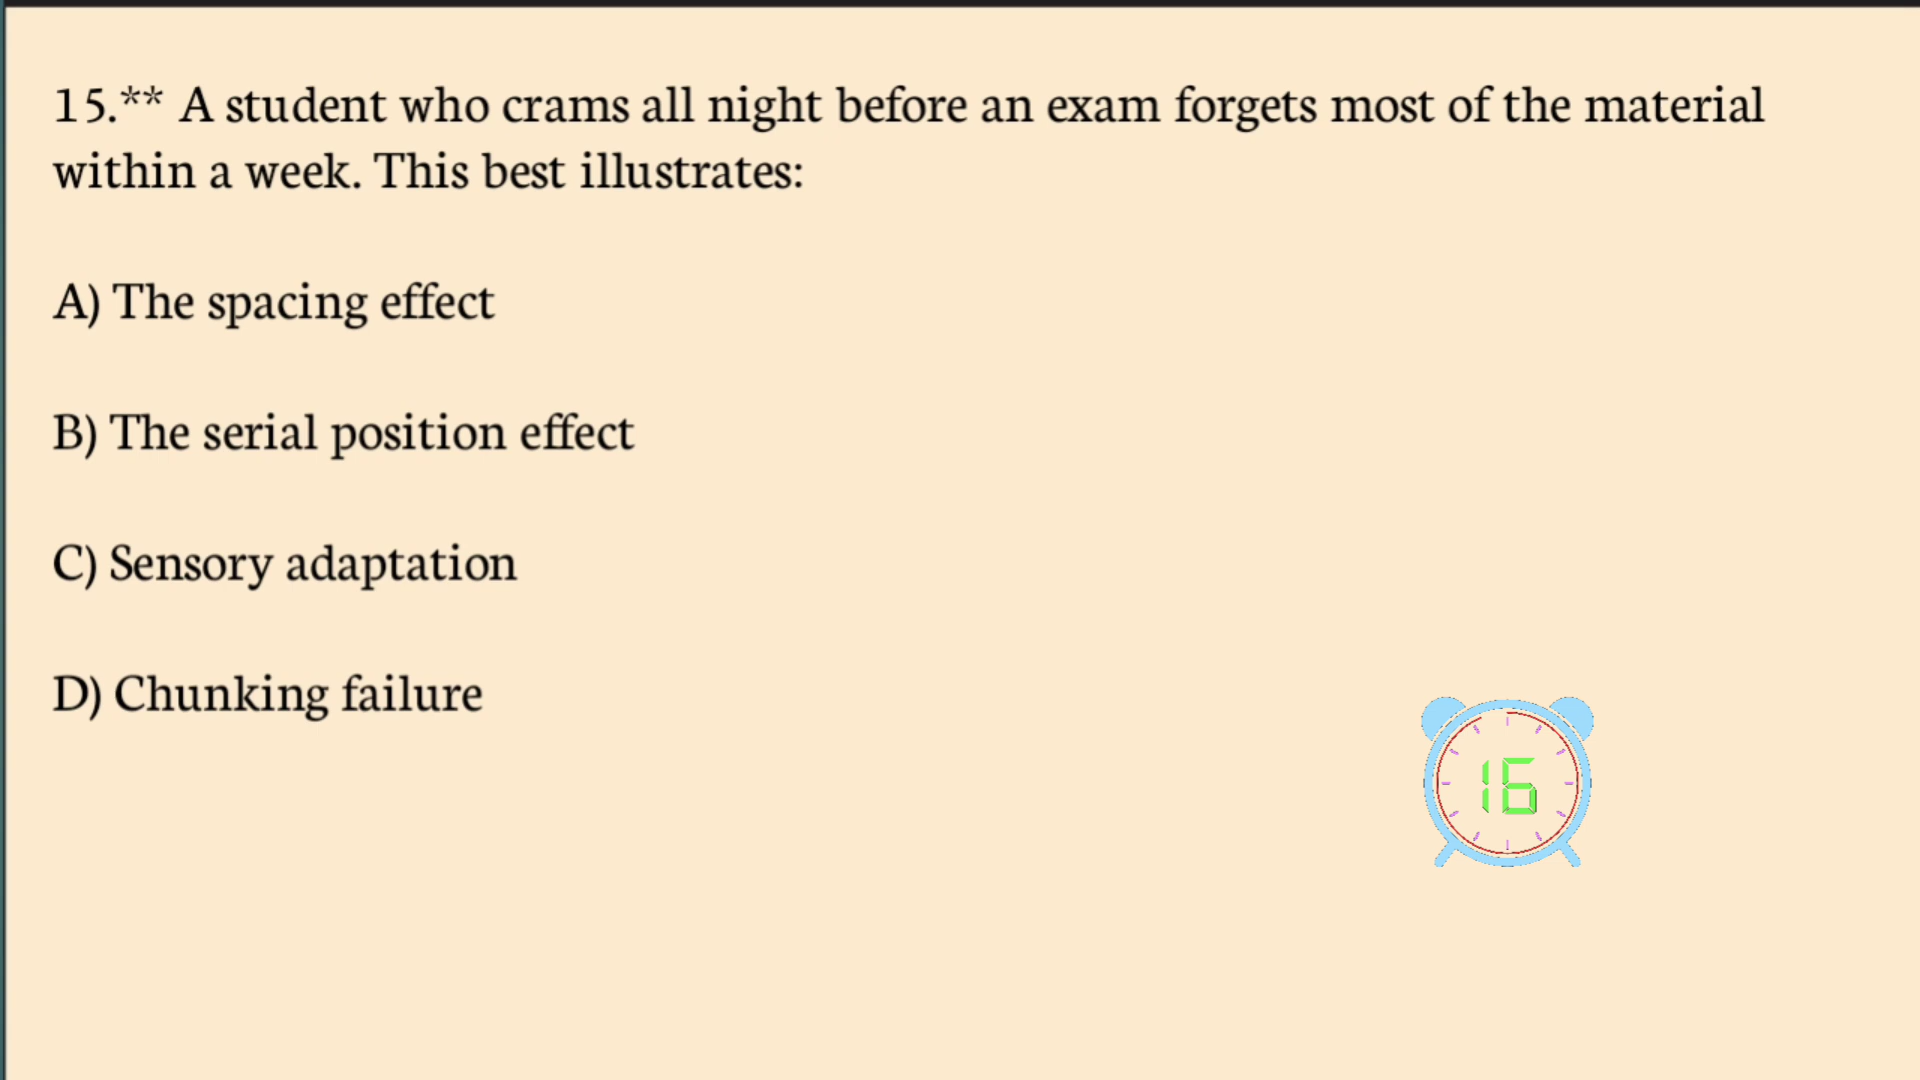 15.** A student who crams all night before an exam forgets most of the material
within a week. This best illustrates:
A) The spacing effect
B) The serial position effect
C) Sensory adaptation
D) Chunking failure
16